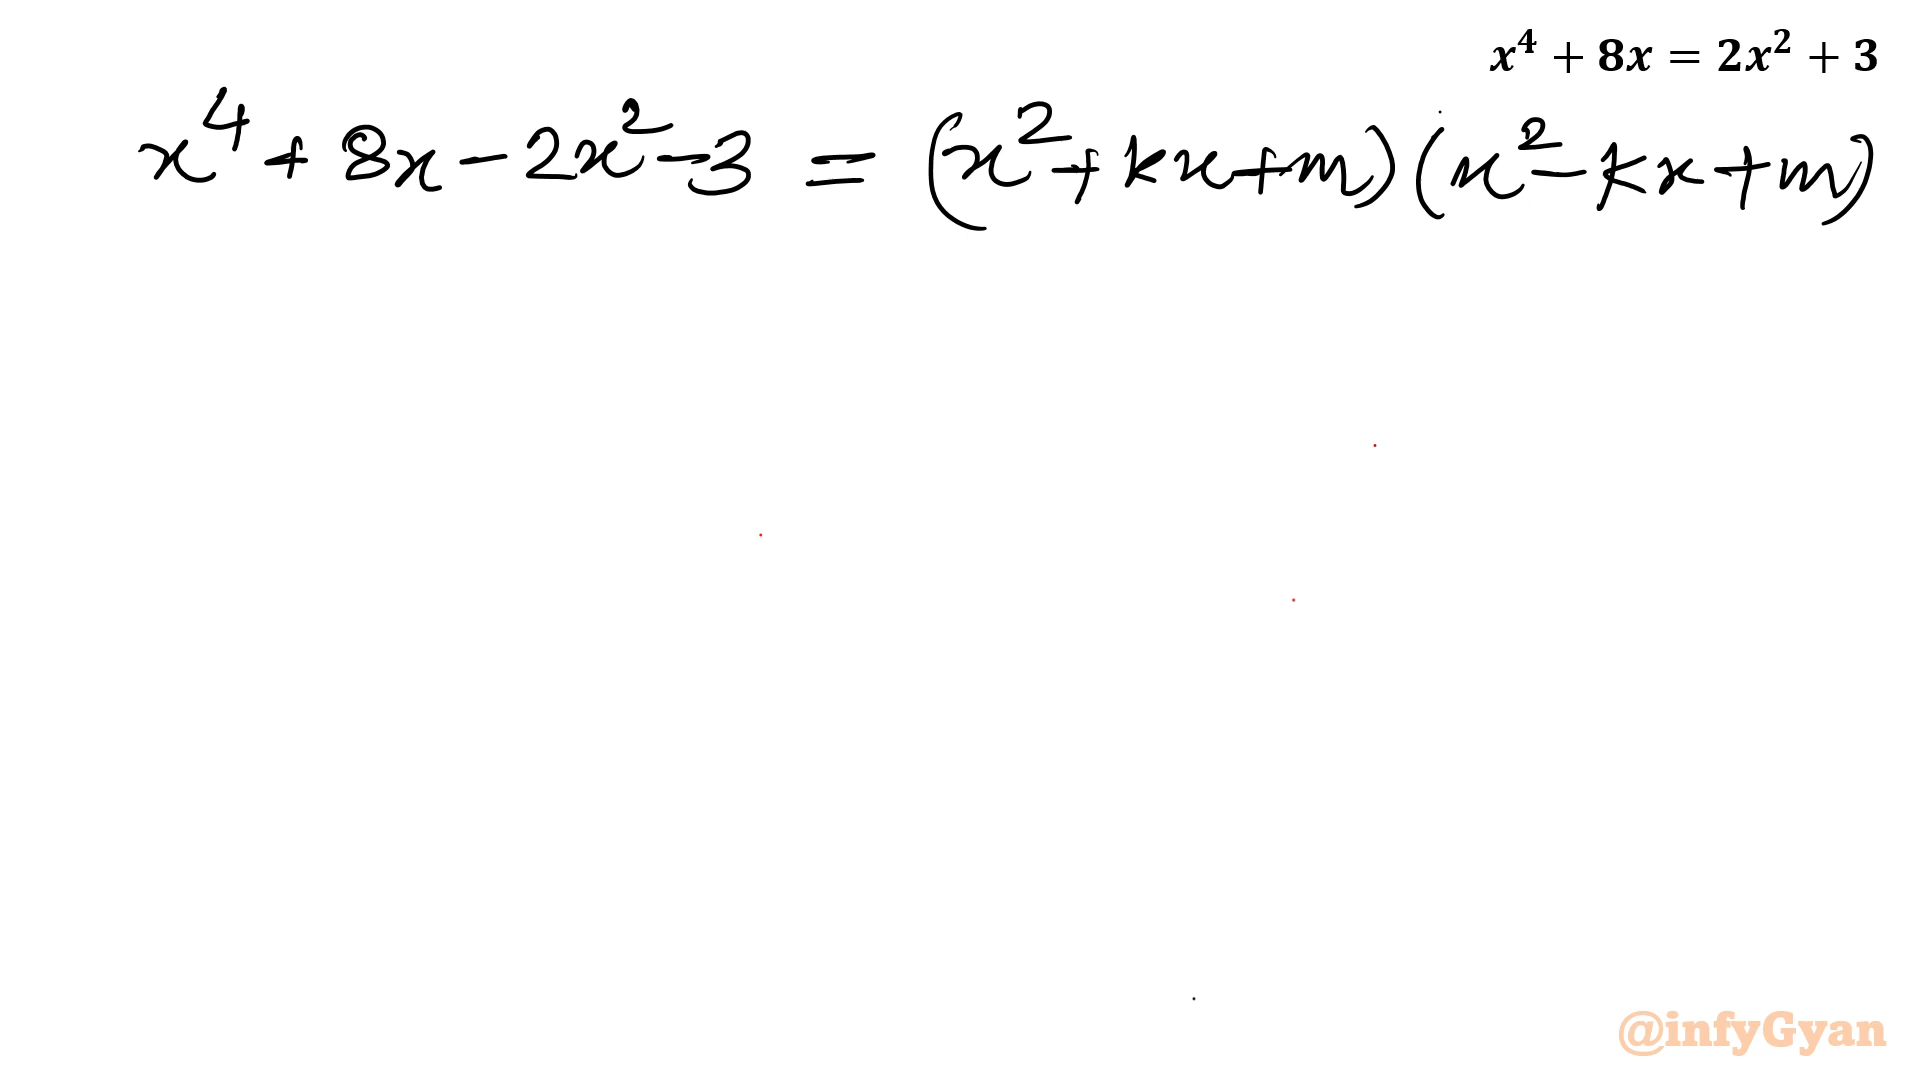 x⁴ + 8x = 2x² + 3
x⁴ + 8x - 2x² - 3 = (x² + kx + m) (x² - kx + m)
@infyGyan